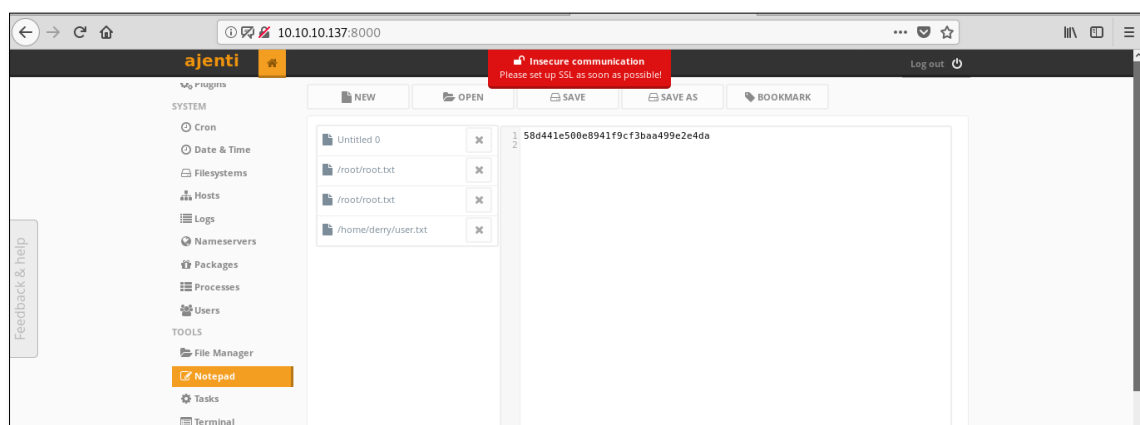 10.10.10.137:8000
ajenti
Insecure communication
Please set up SSL as soon as possible!
Log out
Plugins
SYSTEM
Cron
Date & Time
Filesystems
Hosts
Logs
Nameservers
Packages
Processes
Users
TOOLS
File Manager
Notepad
Tasks
Terminal
NEW
OPEN
SAVE
SAVE AS
BOOKMARK
Untitled 0
/root/root.txt
/root/root.txt
/home/derry/user.txt
1 58d441e500e8941f9cf3baa499e2e4da
2
Feedback & help